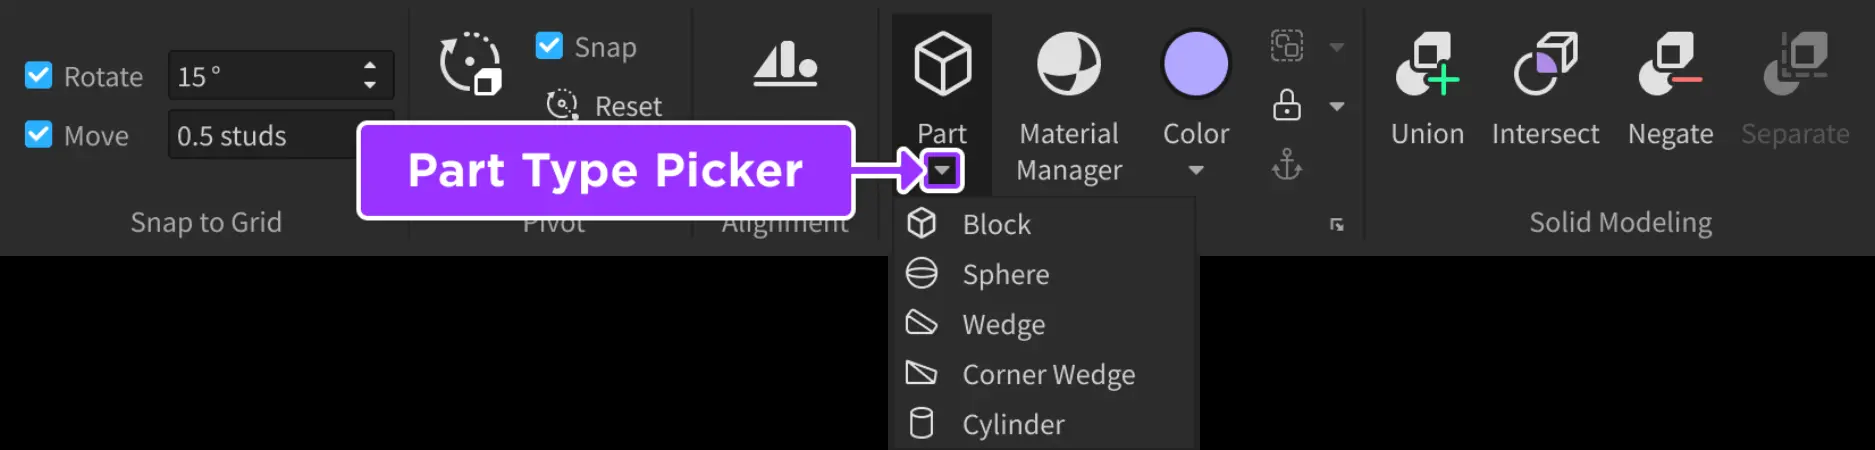 Rotate
15 °
Move
0.5 studs
Snap to Grid
Snap
Reset
Pivot
Part Type Picker
Alignment
Part
Material
Manager
Color
Block
Sphere
Wedge
Corner Wedge
Cylinder
Union
Intersect
Negate
Separate
Solid Modeling